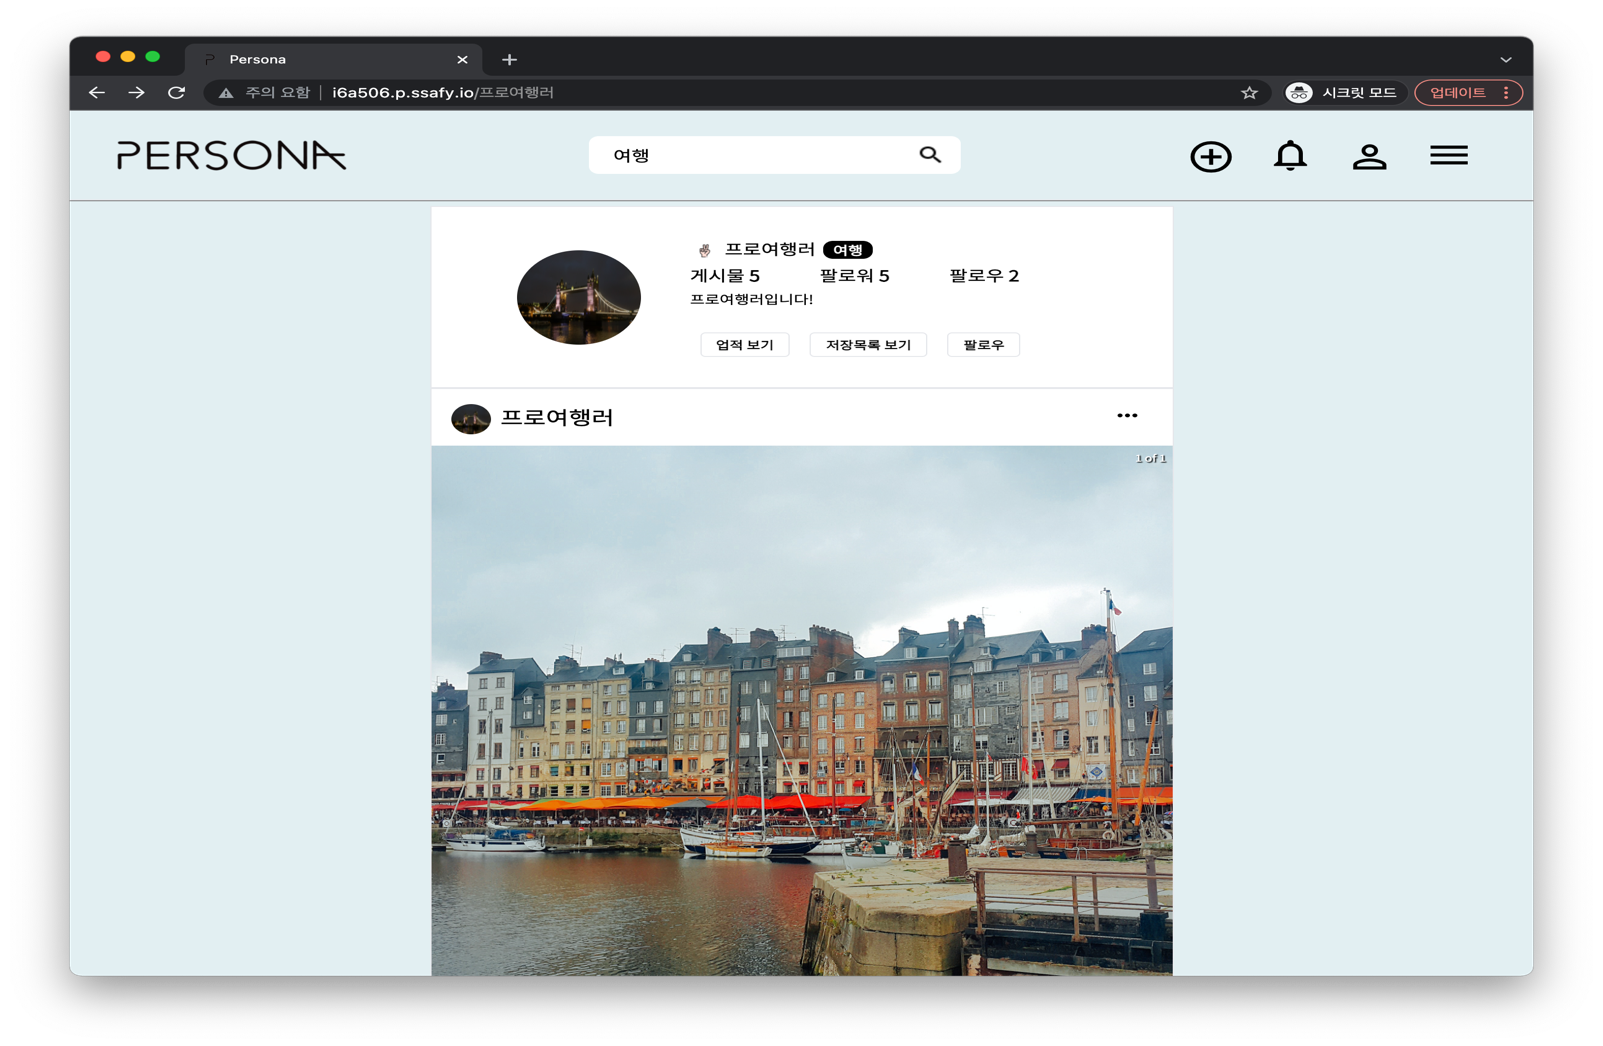 Persona
주의 요함 | i6a506.p.ssafy.io/프로여행러
시크릿 모드
업데이트
PERSONA
여행
프로여행러 여행
게시물 5 팔로워 5 팔로우 2
프로여행러입니다!
업적 보기 저장목록 보기 팔로우
프로여행러
1 of 1